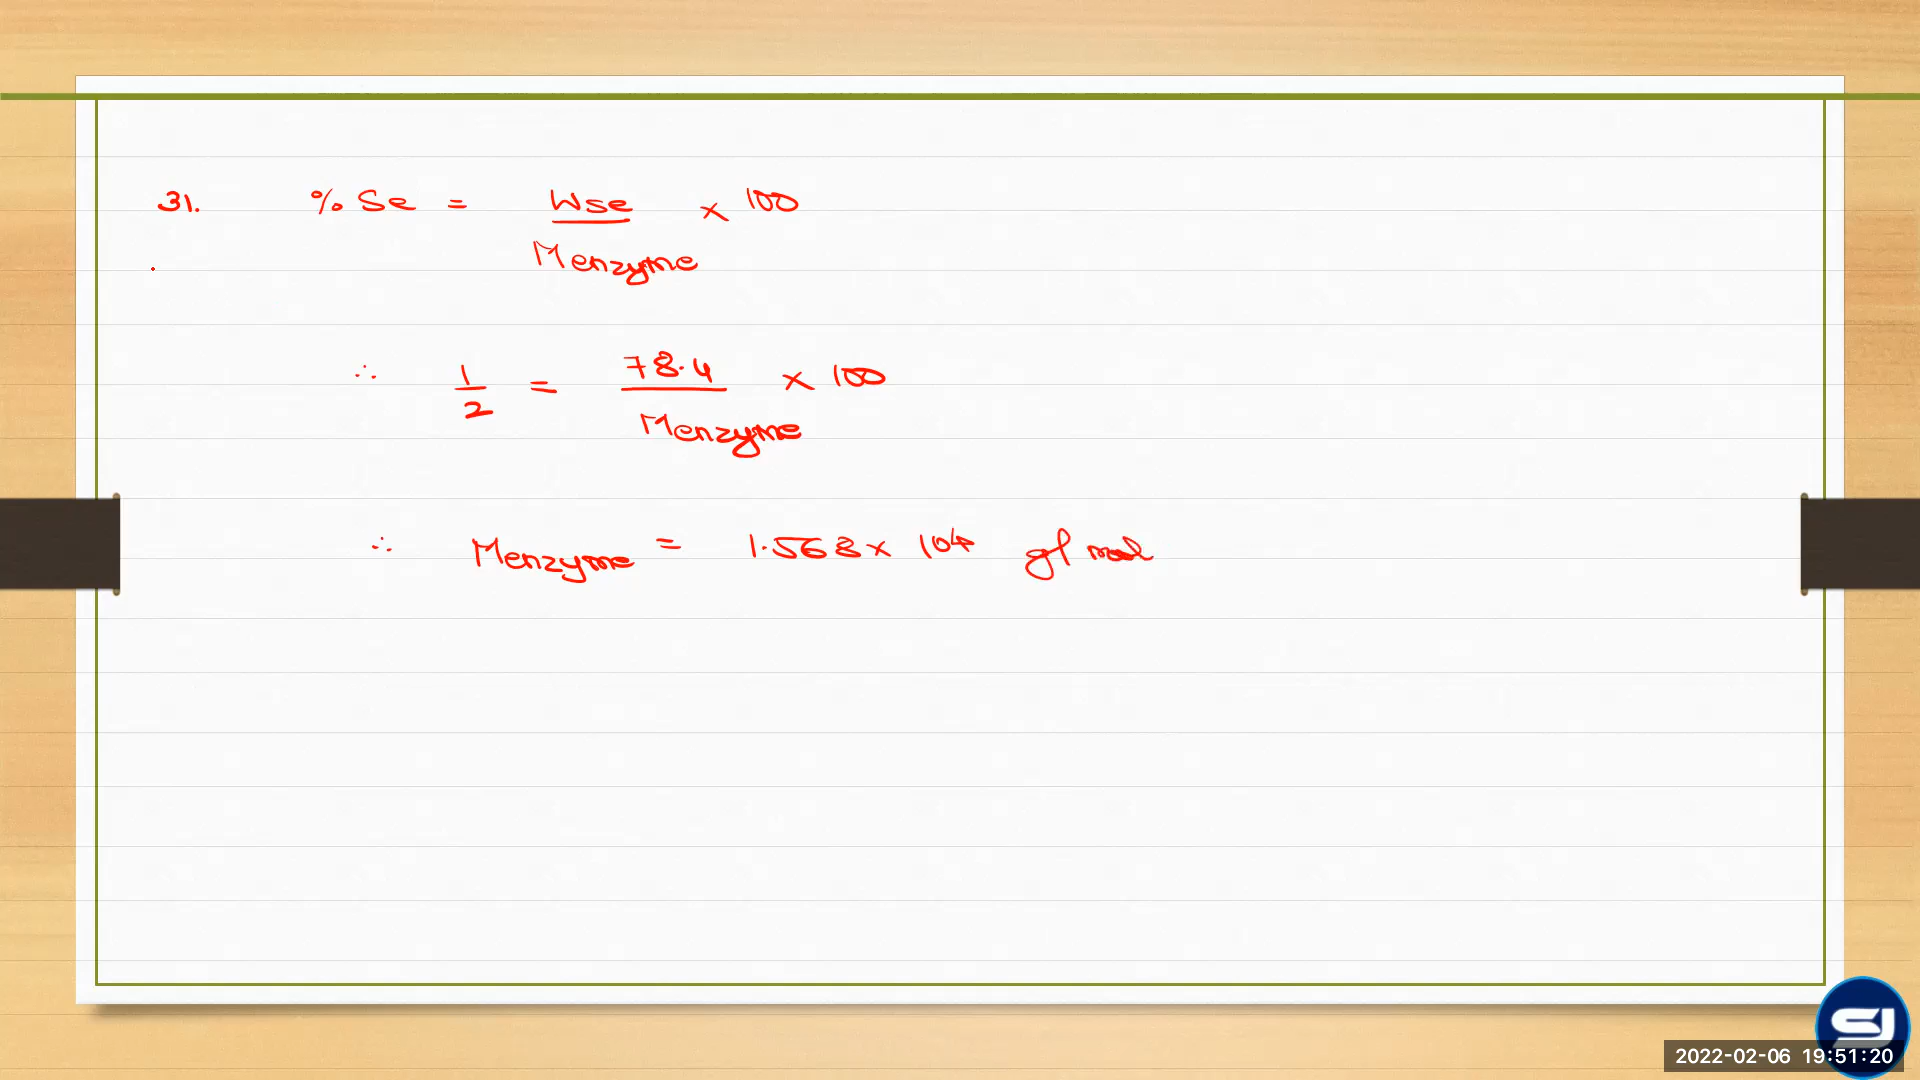 31. % Se = Wse / Menzyme × 100
∴ 1/2 = 78.4 / Menzyme × 100
∴ Menzyme = 1.568 × 104 g/mol
SJ
2022-02-06 19:51:20